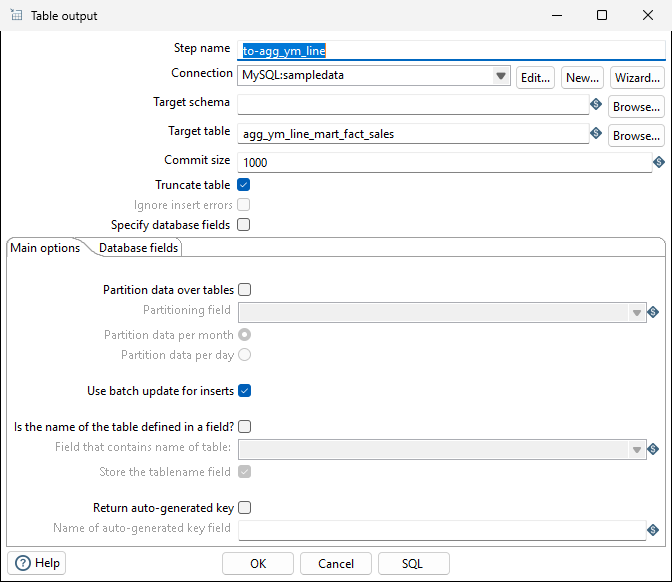 Table output
Step name to-agg_ym_line
Connection MySQL:sampledata Edit... New... Wizard...
Target schema Browse...
Target table agg_ym_line_mart_fact_sales Browse...
Commit size 1000
Truncate table
Ignore insert errors
Specify database fields
Main options Database fields
Partition data over tables
Partitioning field
Partition data per month
Partition data per day
Use batch update for inserts
Is the name of the table defined in a field?
Field that contains name of table:
Store the tablename field
Return auto-generated key
Name of auto-generated key field
Help OK Cancel SQL